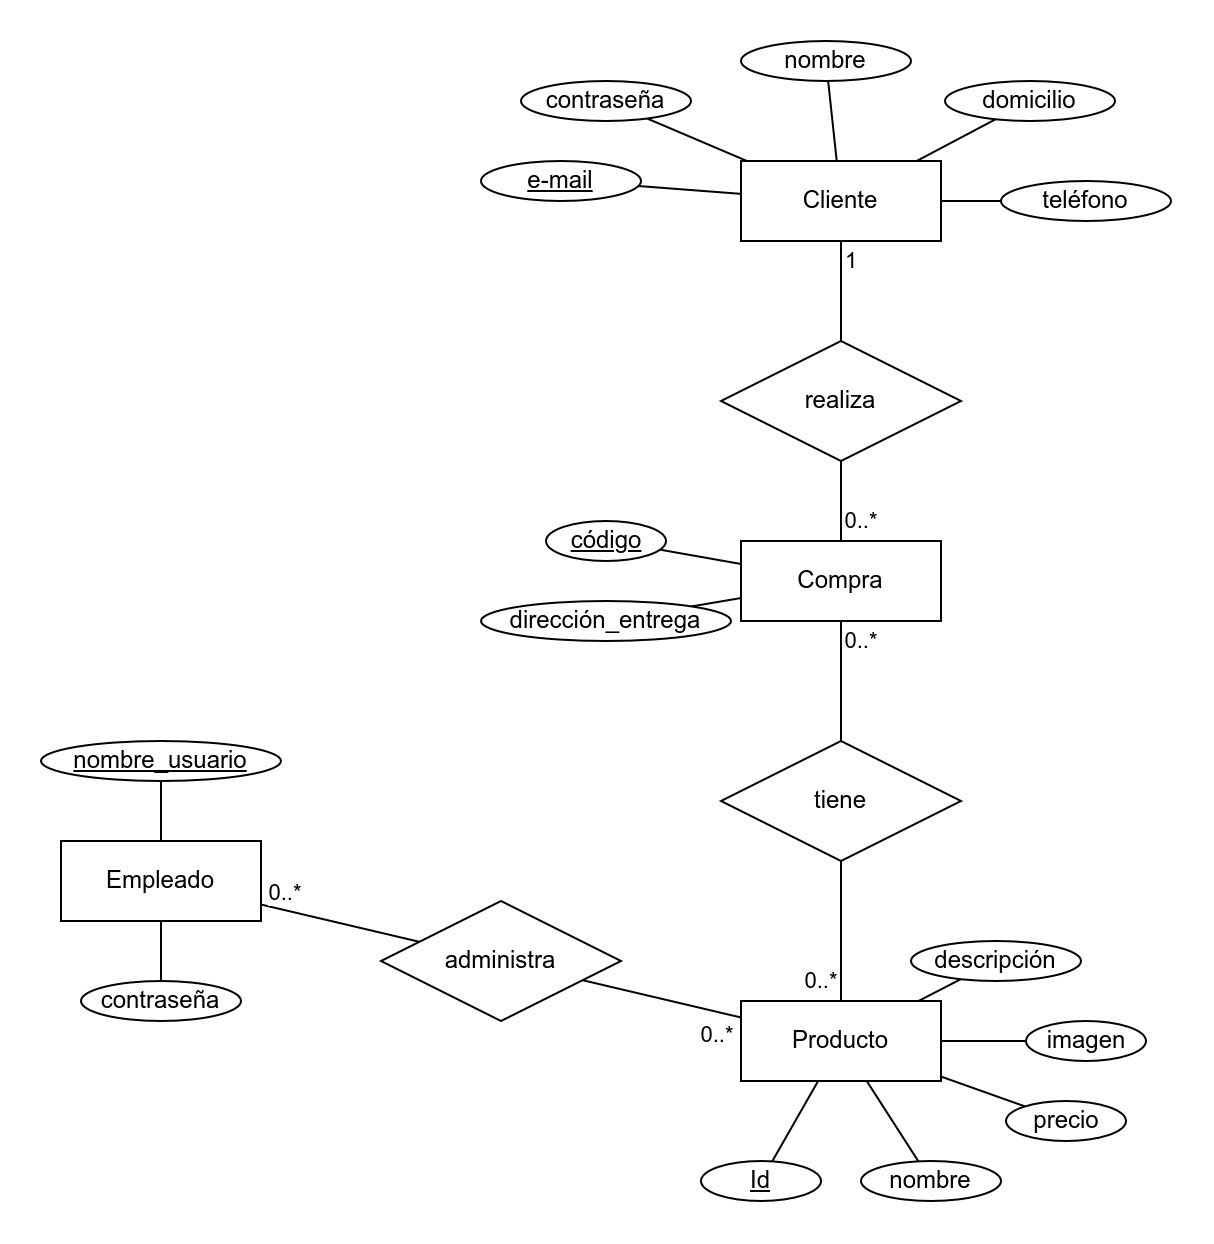 nombre
contraseña
domicilio
e-mail
Cliente
teléfono
1
realiza
0..*
código
Compra
dirección_entrega
0..*
nombre_usuario
tiene
Empleado
0..*
contraseña
administra
descripción
0..*
0..*
Producto
imagen
precio
Id
nombre